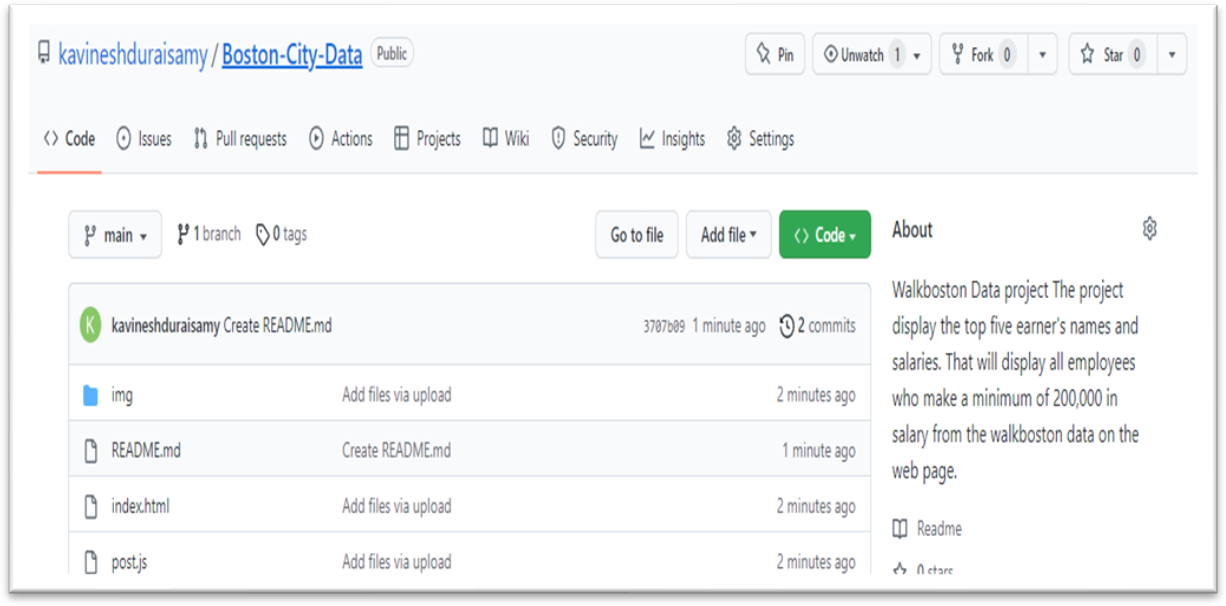 kavineshduraisamy / Boston-City-Data Public
Pin Unwatch 1 Fork 0 Star 0
Code Issues Pull requests Actions Projects Wiki Security Insights Settings
main 1 branch 0 tags Go to file Add file Code
K kavineshduraisamy Create README.md 3707b09 1 minute ago 2 commits
img Add files via upload 2 minutes ago
README.md Create README.md 1 minute ago
index.html Add files via upload 2 minutes ago
post.js Add files via upload 2 minutes ago
About
Walkboston Data project The project
display the top five earner's names and
salaries. That will display all employees
who make a minimum of 200,000 in
salary from the walkboston data on the
web page.
Readme
0 stars